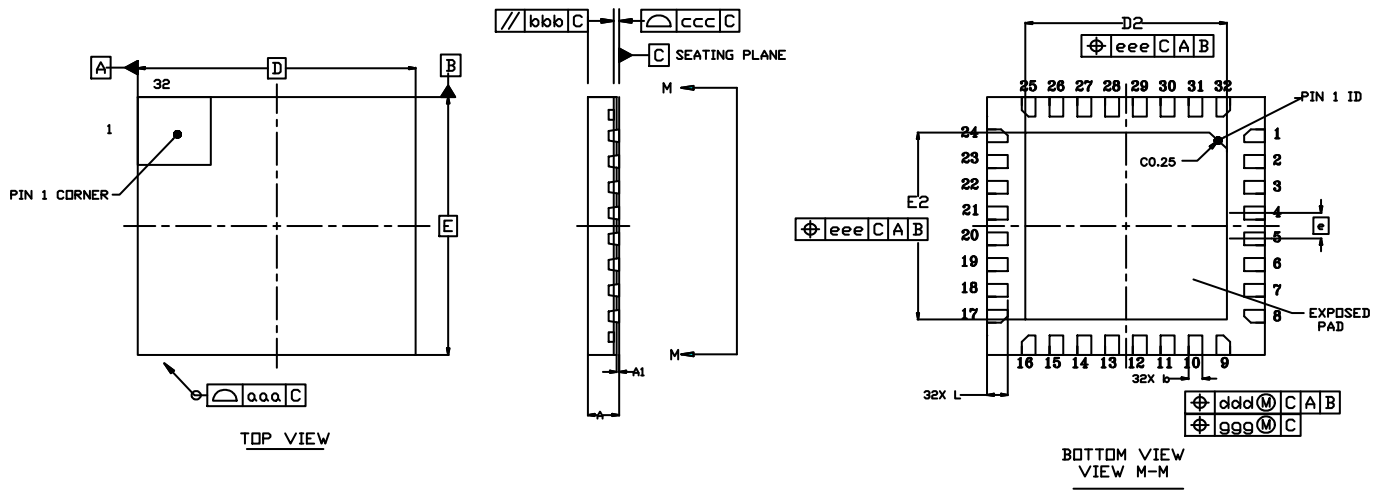 A
D
B
32
1
PIN 1 CORNER
E
aaa C
TOP VIEW
// bbb C
ccc C
C SEATING PLANE
M
M
A1
A
D2
eee C A B
25 26 27 28 29 30 31 32
PIN 1 ID
24
23
22
21
20
19
18
17
1
2
3
4
5
6
7
8
C0.25
E2
eee C A B
e
EXPOSED
PAD
16 15 14 13 12 11 10 9
32X b
32X L
ddd Ⓜ C A B
ggg Ⓜ C
BOTTOM VIEW
VIEW M-M